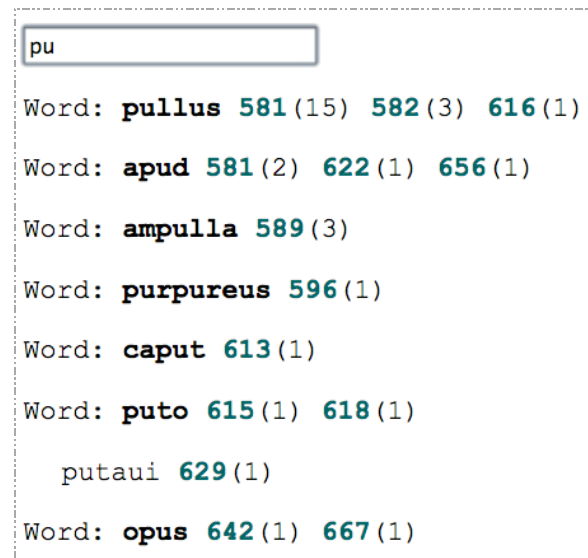 pu
Word: pullus 581(15) 582(3) 616(1)
Word: apud 581(2) 622(1) 656(1)
Word: ampulla 589(3)
Word: purpureus 596(1)
Word: caput 613(1)
Word: puto 615(1) 618(1)
putaui 629(1)
Word: opus 642(1) 667(1)